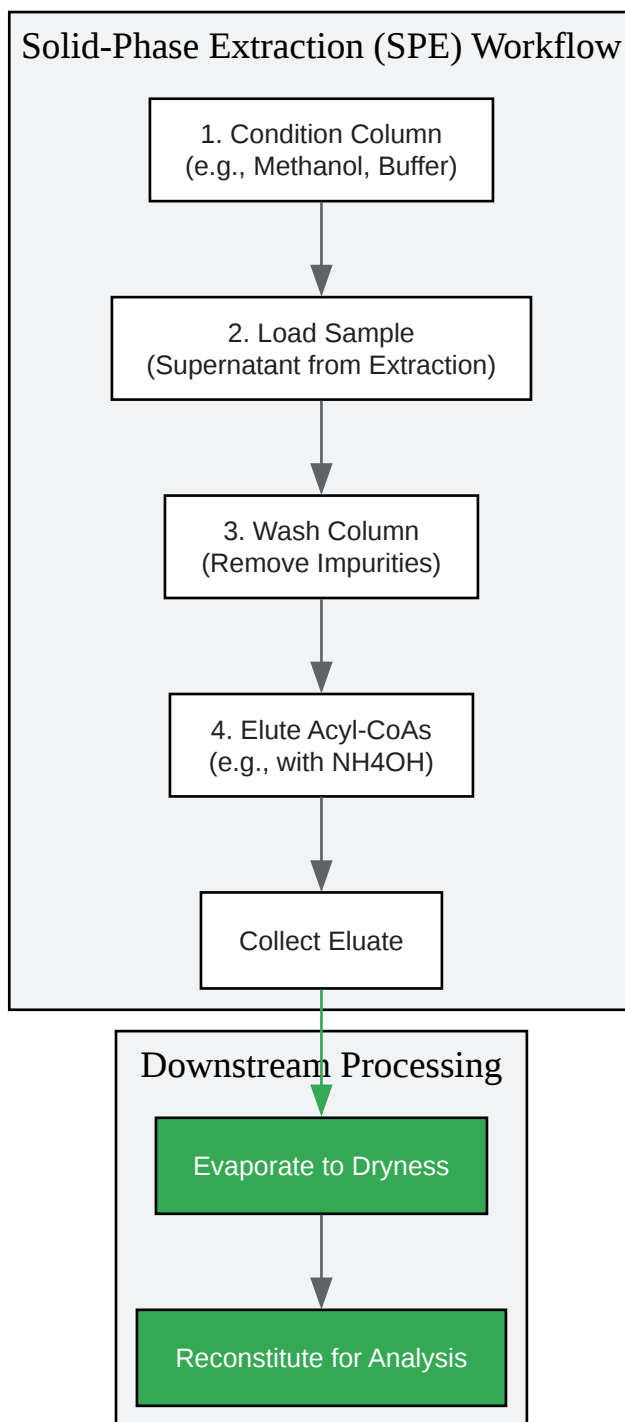 Solid-Phase Extraction (SPE) Workflow
1. Condition Column
(e.g., Methanol, Buffer)
2. Load Sample
(Supernatant from Extraction)
3. Wash Column
(Remove Impurities)
4. Elute Acyl-CoAs
(e.g., with NH4OH)
Collect Eluate
Downstream Processing
Evaporate to Dryness
Reconstitute for Analysis